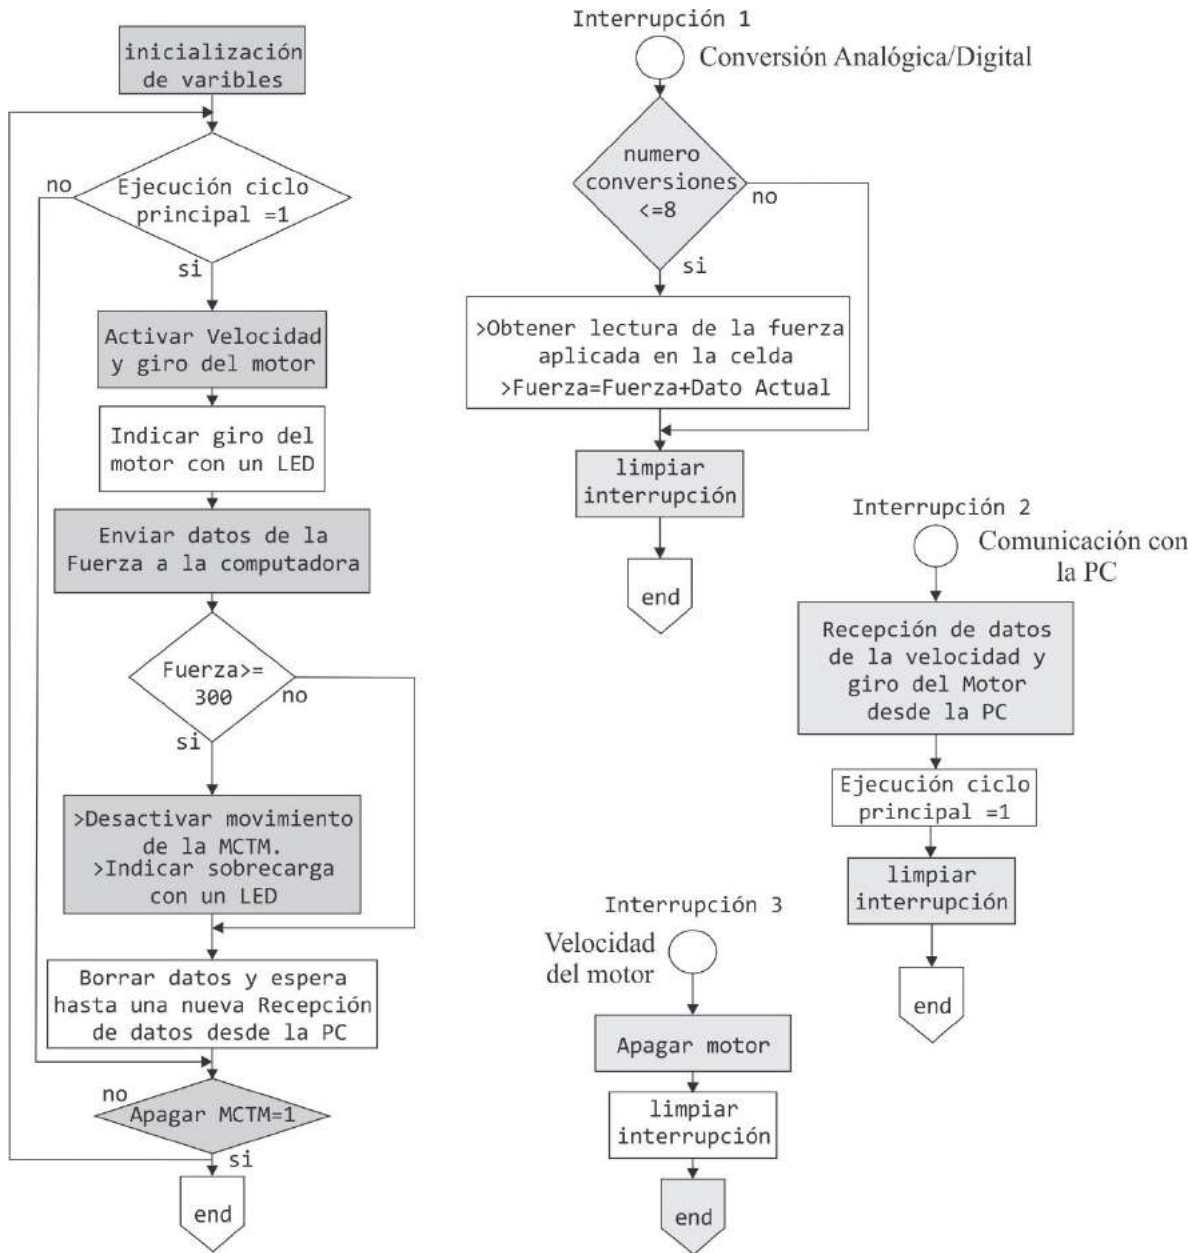 inicialización
de varibles
Ejecución ciclo
principal =1
no
si
Activar Velocidad
y giro del motor
Indicar giro del
motor con un LED
Enviar datos de la
Fuerza a la computadora
Fuerza>=
300
no
si
>Desactivar movimiento
de la MCTM.
>Indicar sobrecarga
con un LED
Borrar datos y espera
hasta una nueva Recepción
de datos desde la PC
no
Apagar MCTM=1
si
end
Interrupción 1
Conversión Analógica/Digital
numero
conversiones
<=8
no
si
>Obtener lectura de la fuerza
aplicada en la celda
>Fuerza=Fuerza+Dato Actual
limpiar
interrupción
end
Interrupción 2
Comunicación con
la PC
Recepción de datos
de la velocidad y
giro del Motor
desde la PC
Ejecución ciclo
principal =1
limpiar
interrupción
end
Interrupción 3
Velocidad
del motor
Apagar motor
limpiar
interrupción
end